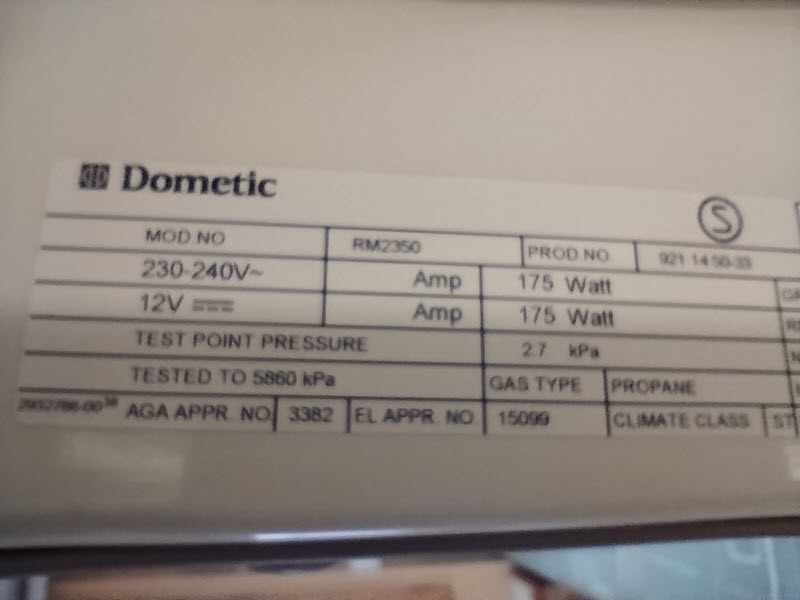 Dometic
S
MOD NO RM2350 PROD NO. 921 14 50-33
230-240V~ Amp 175 Watt
12V Amp 175 Watt
TEST POINT PRESSURE 2.7 kPa
TESTED TO 5860 kPa GAS TYPE PROPANE
AGA APPR. NO 3382 EL APPR. NO 15099 CLIMATE CLASS ST